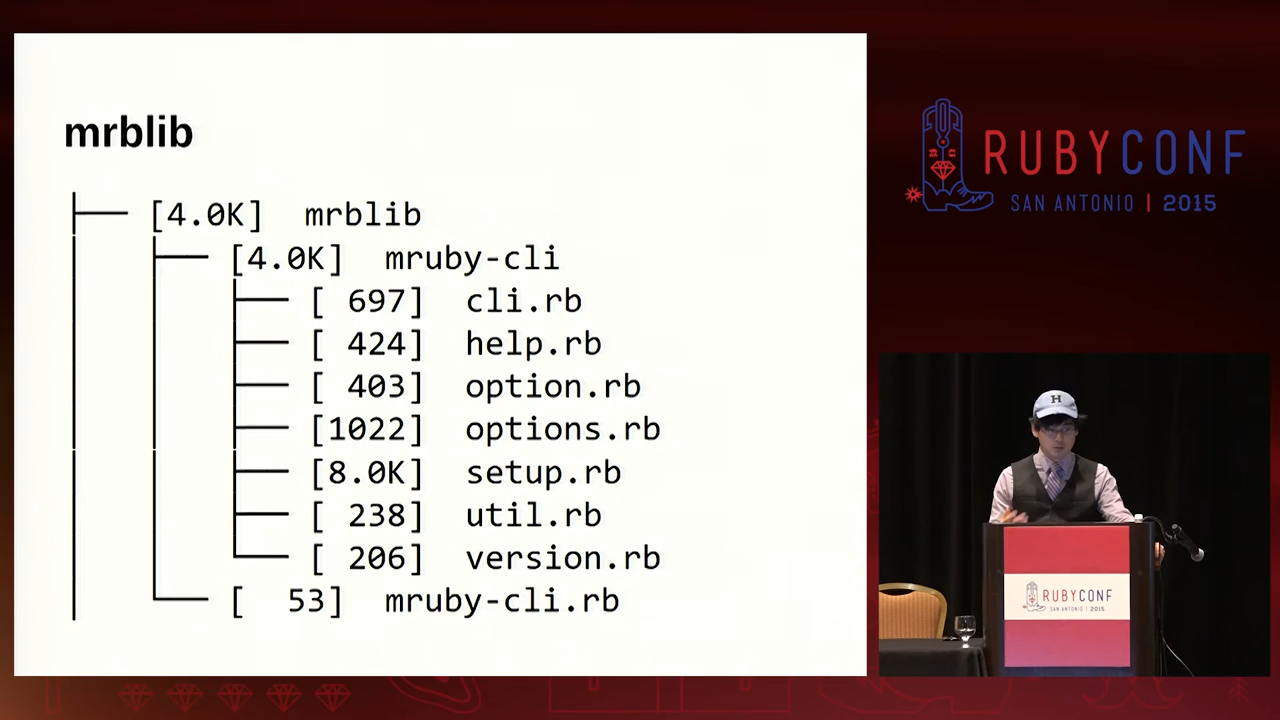 mrblib
├── [4.0K]  mrblib
│   ├── [4.0K]  mruby-cli
│   │   ├── [ 697]  cli.rb
│   │   ├── [ 424]  help.rb
│   │   ├── [ 403]  option.rb
│   │   ├── [1022]  options.rb
│   │   ├── [8.0K]  setup.rb
│   │   ├── [ 238]  util.rb
│   │   └── [ 206]  version.rb
│   └── [  53]  mruby-cli.rb
RUBYCONF
SAN ANTONIO | 2015
H
RUBYCONF
SAN ANTONIO | 2015